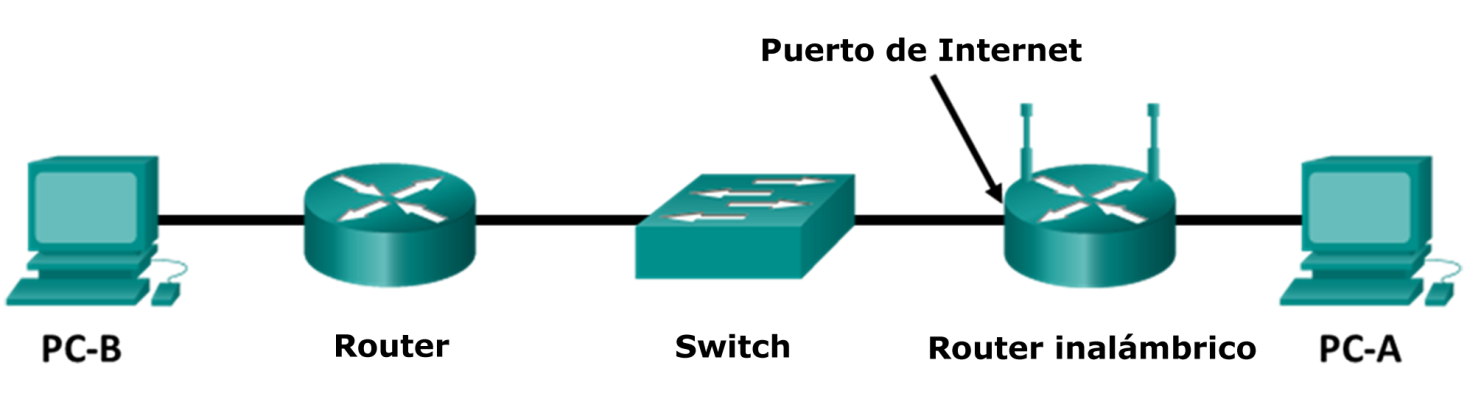 Puerto de Internet
PC-B
Router
Switch
Router inalámbrico
PC-A